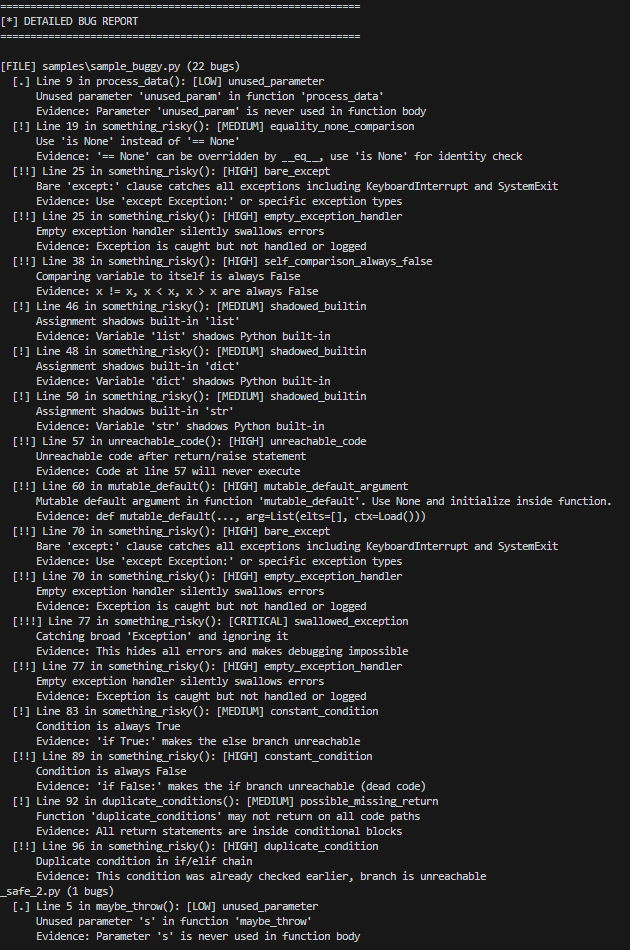 ============================================================
[*] DETAILED BUG REPORT
============================================================
[FILE] samples\sample_buggy.py (22 bugs)
[.] Line 9 in process_data(): [LOW] unused_parameter
Unused parameter 'unused_param' in function 'process_data'
Evidence: Parameter 'unused_param' is never used in function body
[!] Line 19 in something_risky(): [MEDIUM] equality_none_comparison
Use 'is None' instead of '== None'
Evidence: '== None' can be overridden by __eq__, use 'is None' for identity check
[!!] Line 25 in something_risky(): [HIGH] bare_except
Bare 'except:' clause catches all exceptions including KeyboardInterrupt and SystemExit
Evidence: Use 'except Exception:' or specific exception types
[!!] Line 25 in something_risky(): [HIGH] empty_exception_handler
Empty exception handler silently swallows errors
Evidence: Exception is caught but not handled or logged
[!!] Line 38 in something_risky(): [HIGH] self_comparison_always_false
Comparing variable to itself is always False
Evidence: x != x, x < x, x > x are always False
[!] Line 46 in something_risky(): [MEDIUM] shadowed_builtin
Assignment shadows built-in 'list'
Evidence: Variable 'list' shadows Python built-in
[!] Line 48 in something_risky(): [MEDIUM] shadowed_builtin
Assignment shadows built-in 'dict'
Evidence: Variable 'dict' shadows Python built-in
[!] Line 50 in something_risky(): [MEDIUM] shadowed_builtin
Assignment shadows built-in 'str'
Evidence: Variable 'str' shadows Python built-in
[!!] Line 57 in unreachable_code(): [HIGH] unreachable_code
Unreachable code after return/raise statement
Evidence: Code at line 57 will never execute
[!!] Line 60 in mutable_default(): [HIGH] mutable_default_argument
Mutable default argument in function 'mutable_default'. Use None and initialize inside function.
Evidence: def mutable_default(..., arg=List(elts=[], ctx=Load()))
[!!] Line 70 in something_risky(): [HIGH] bare_except
Bare 'except:' clause catches all exceptions including KeyboardInterrupt and SystemExit
Evidence: Use 'except Exception:' or specific exception types
[!!] Line 70 in something_risky(): [HIGH] empty_exception_handler
Empty exception handler silently swallows errors
Evidence: Exception is caught but not handled or logged
[!!!] Line 77 in something_risky(): [CRITICAL] swallowed_exception
Catching broad 'Exception' and ignoring it
Evidence: This hides all errors and makes debugging impossible
[!!] Line 77 in something_risky(): [HIGH] empty_exception_handler
Empty exception handler silently swallows errors
Evidence: Exception is caught but not handled or logged
[!] Line 83 in something_risky(): [MEDIUM] constant_condition
Condition is always True
Evidence: 'if True:' makes the else branch unreachable
[!!] Line 89 in something_risky(): [HIGH] constant_condition
Condition is always False
Evidence: 'if False:' makes the if branch unreachable (dead code)
[!] Line 92 in duplicate_conditions(): [MEDIUM] possible_missing_return
Function 'duplicate_conditions' may not return on all code paths
Evidence: All return statements are inside conditional blocks
[!!] Line 96 in something_risky(): [HIGH] duplicate_condition
Duplicate condition in if/elif chain
Evidence: This condition was already checked earlier, branch is unreachable
_safe_2.py (1 bugs)
[.] Line 5 in maybe_throw(): [LOW] unused_parameter
Unused parameter 's' in function 'maybe_throw'
Evidence: Parameter 's' is never used in function body